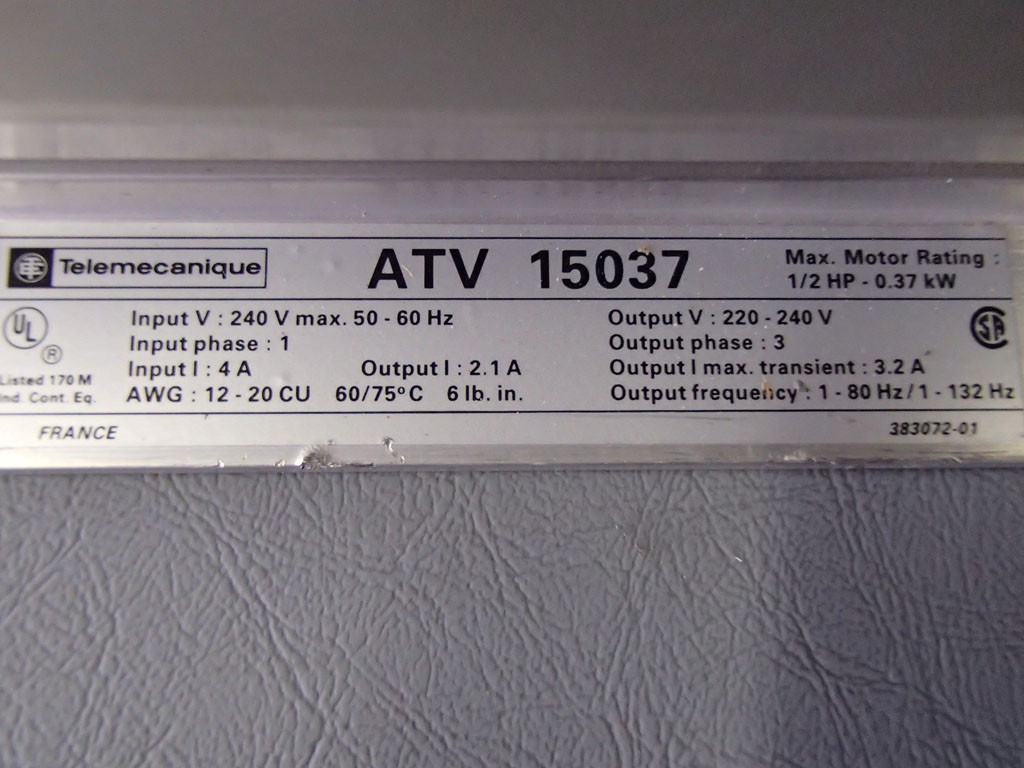 Telemecanique ATV 15037 Max. Motor Rating :
1/2 HP - 0.37 kW
UL ®
Listed 170 M
Ind. Cont. Eq.
Input V : 240 V max. 50 - 60 Hz
Input phase : 1
Input I : 4 A Output I : 2.1 A
AWG : 12 - 20 CU 60/75°C 6 lb. in.
Output V : 220 - 240 V
Output phase : 3
Output I max. transient : 3.2 A
Output frequency : 1 - 80 Hz / 1 - 132 Hz
SA
FRANCE 383072-01